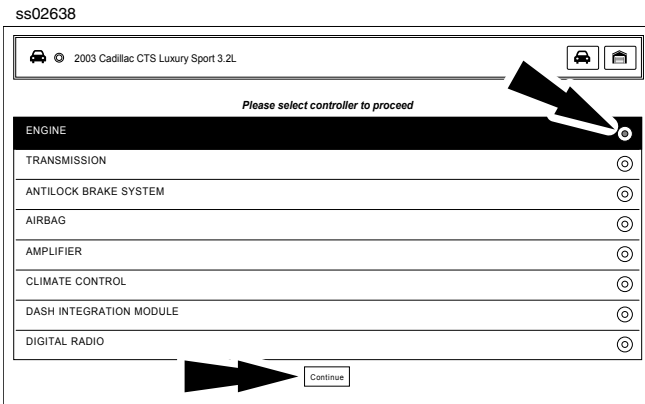 ss02638
2003 Cadillac CTS Luxury Sport 3.2L
Please select controller to proceed
ENGINE
TRANSMISSION
ANTILOCK BRAKE SYSTEM
AIRBAG
AMPLIFIER
CLIMATE CONTROL
DASH INTEGRATION MODULE
DIGITAL RADIO
Continue